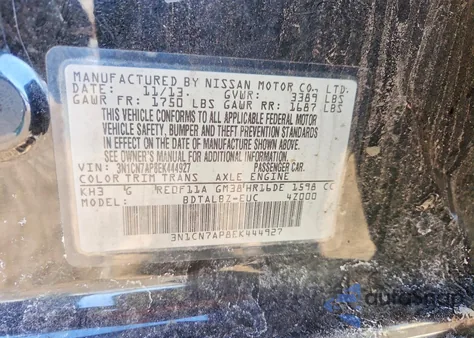 MANUFACTURED BY NISSAN MOTOR CO., LTD.
DATE: 11/13. GVWR: 3389 LBS
GAWR FR: 1750 LBS GAWR RR: 1687 LBS
THIS VEHICLE CONFORMS TO ALL APPLICABLE FEDERAL MOTOR
VEHICLE SAFETY, BUMPER AND THEFT PREVENTION STANDARDS
IN EFFECT ON THE DATE OF MANUFACTURE SHOWN ABOVE.
SEE OWNER'S MANUAL FOR ADDITIONAL INFORMATION.
VIN: 3N1CN7AP8EK444927 PASSENGER CAR.
COLOR TRIM TRANS AXLE ENGINE
KH3 G RE0F11A GM38 HR16DE 1598 CC
MODEL: BDTALBZ-EUC 4Z000
3N1CN7AP8EK444927